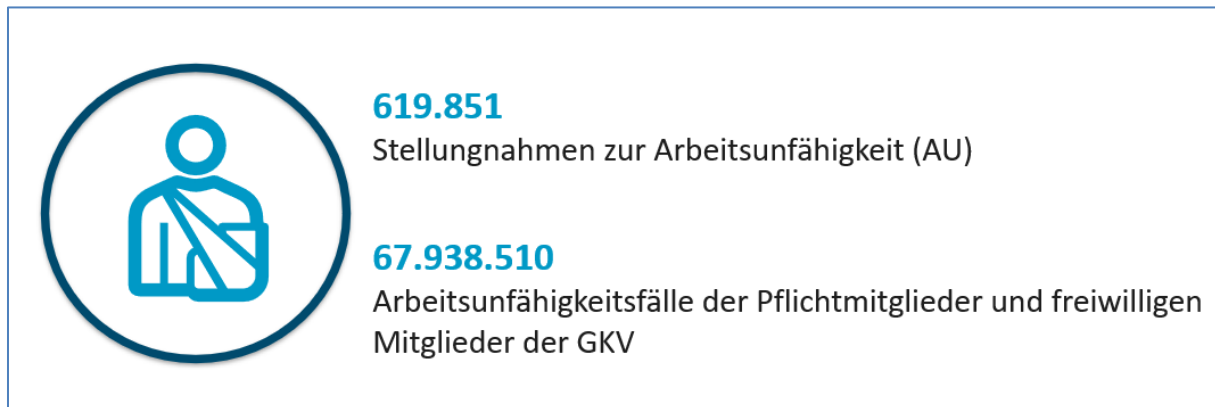 619.851
Stellungnahmen zur Arbeitsunfähigkeit (AU)
67.938.510
Arbeitsunfähigkeitsfälle der Pflichtmitglieder und freiwilligen
Mitglieder der GKV